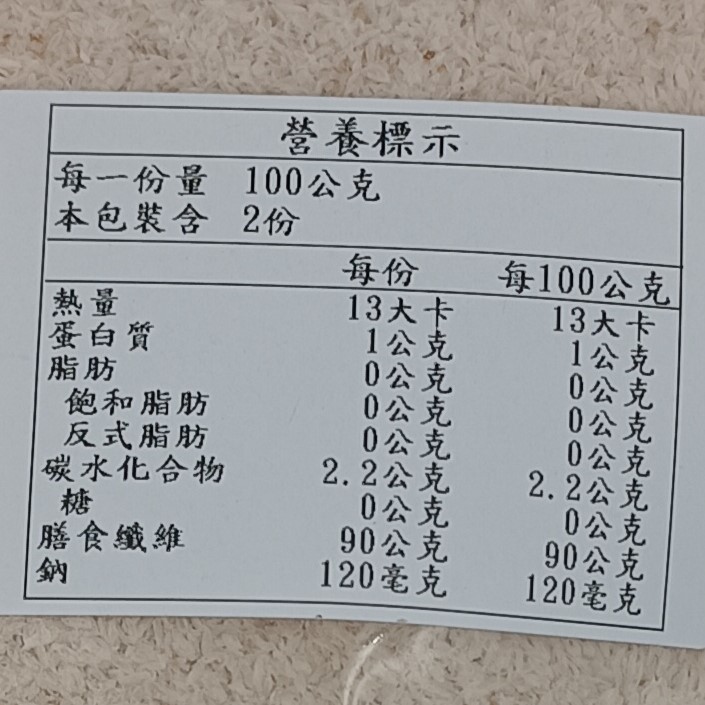 營養標示
每一份量 100公克
本包裝含 2份
每份 每100公克
熱量 13大卡 13大卡
蛋白質 1公克 1公克
脂肪 0公克 0公克
飽和脂肪 0公克 0公克
反式脂肪 0公克 0公克
碳水化合物 2.2公克 2.2公克
糖 0公克 0公克
膳食纖維 90公克 90公克
鈉 120毫克 120毫克